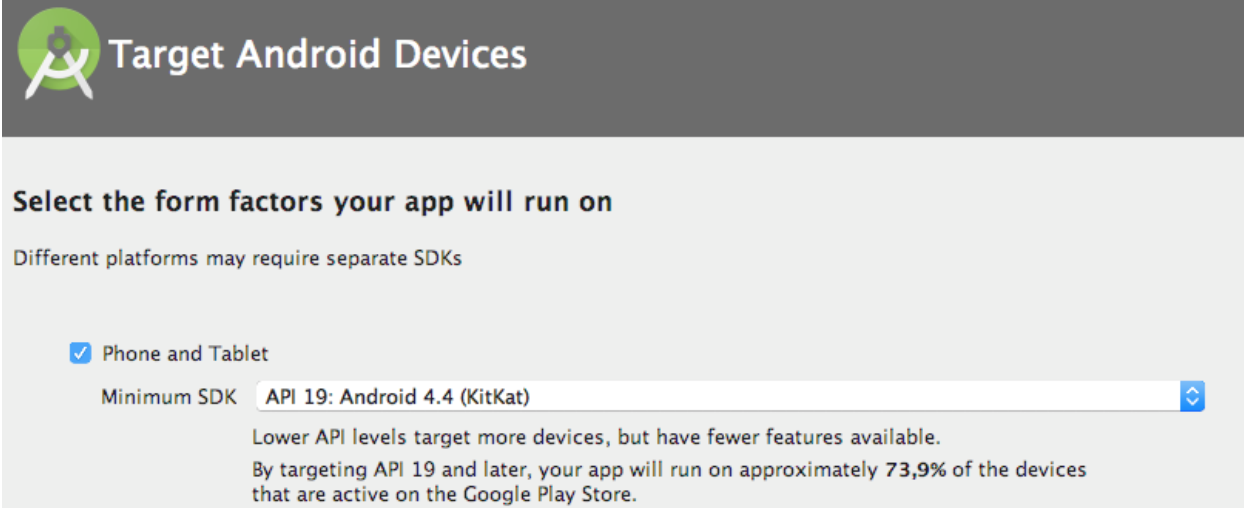 Target Android Devices
Select the form factors your app will run on
Different platforms may require separate SDKs
Phone and Tablet
Minimum SDK API 19: Android 4.4 (KitKat)
Lower API levels target more devices, but have fewer features available.
By targeting API 19 and later, your app will run on approximately 73,9% of the devices
that are active on the Google Play Store.